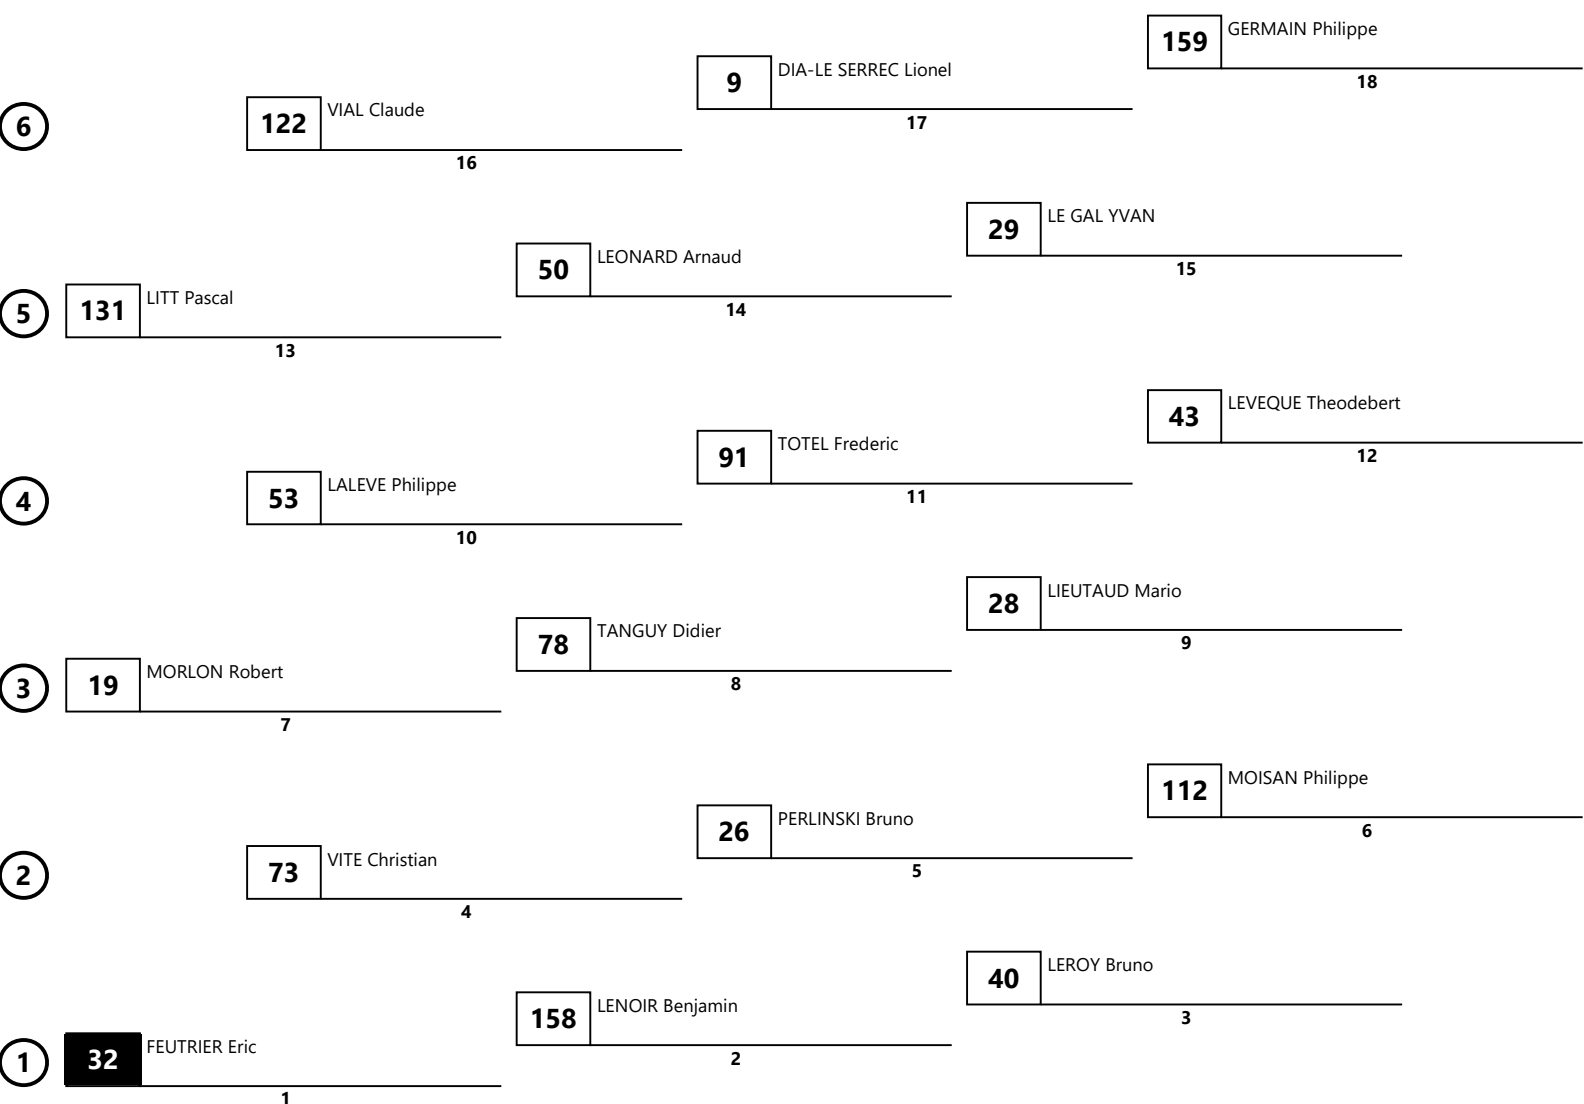 159 GERMAIN Philippe
18
9 DIA-LE SERREC Lionel
17
6
122 VIAL Claude
16
29 LE GAL YVAN
15
50 LEONARD Arnaud
14
5
131 LITT Pascal
13
43 LEVEQUE Theodebert
12
91 TOTEL Frederic
11
4
53 LALEVE Philippe
10
28 LIEUTAUD Mario
9
78 TANGUY Didier
8
3
19 MORLON Robert
7
112 MOISAN Philippe
6
26 PERLINSKI Bruno
5
2
73 VITE Christian
4
40 LEROY Bruno
3
158 LENOIR Benjamin
2
1
32 FEUTRIER Eric
1